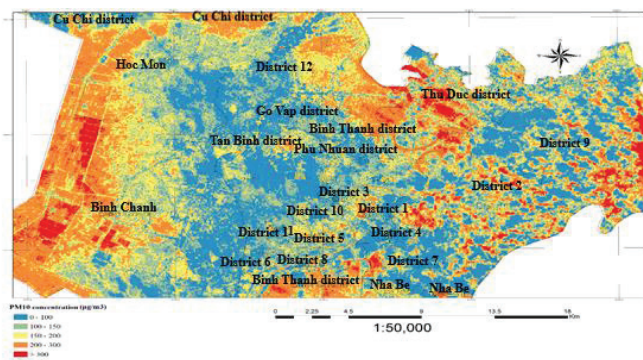 Cu Chi district
Cu Chi district
Hoc Mon
District 12
Thu Duc district
Go Vap district
Binh Thanh district
Tan Binh district
Phu Nhuan district
District 9
District 2
District 3
Binh Chanh
District 10
District 1
District 11
District 5
District 4
District 6
District 8
District 7
Binh Thanh district
Nha Be
Nha Be
PM10 concentration (µg/m3)
0 - 100
100 - 150
150 - 200
200 - 300
> 300
0 2.25 4.5 9 13.5 18
Km
1:50,000